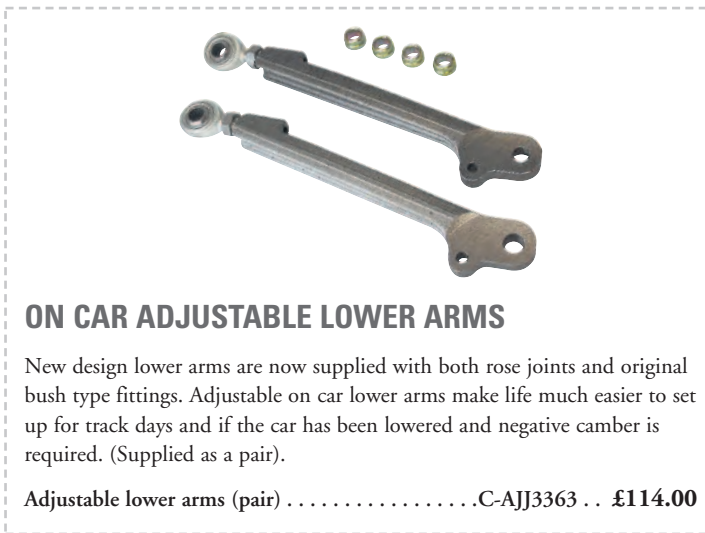 ON CAR ADJUSTABLE LOWER ARMS
New design lower arms are now supplied with both rose joints and original
bush type fittings. Adjustable on car lower arms make life much easier to set
up for track days and if the car has been lowered and negative camber is
required. (Supplied as a pair).
Adjustable lower arms (pair) . . . . . . . . . . . . . . . . .C-AJJ3363 . . £114.00